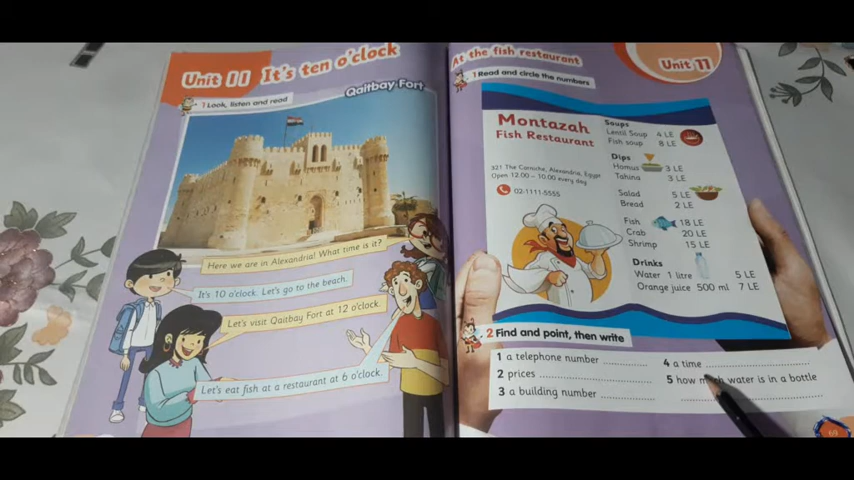 Unit 11 It's ten o'clock
1 Look, listen and read
Qaitbay Fort
Here we are in Alexandria! What time is it?
It's 10 o'clock. Let's go to the beach.
Let's visit Qaitbay Fort at 12 o'clock.
Let's eat fish at a restaurant at 6 o'clock.
At the fish restaurant
Unit 11
1 Read and circle the numbers
Montazah
Fish Restaurant
321 The Corniche, Alexandria, Egypt
Open 12.00 - 10.00 every day
02-1111-5555
Soups
Lentil Soup 4 LE
Fish soup 8 LE
Dips
Homus 3 LE
Tahina 3 LE
Salad 5 LE
Bread 2 LE
Fish 18 LE
Crab 20 LE
Shrimp 15 LE
Drinks
Water 1 litre 5 LE
Orange juice 500 ml 7 LE
2 Find and point, then write
1 a telephone number
2 prices
3 a building number
4 a time
5 how much water is in a bottle
69